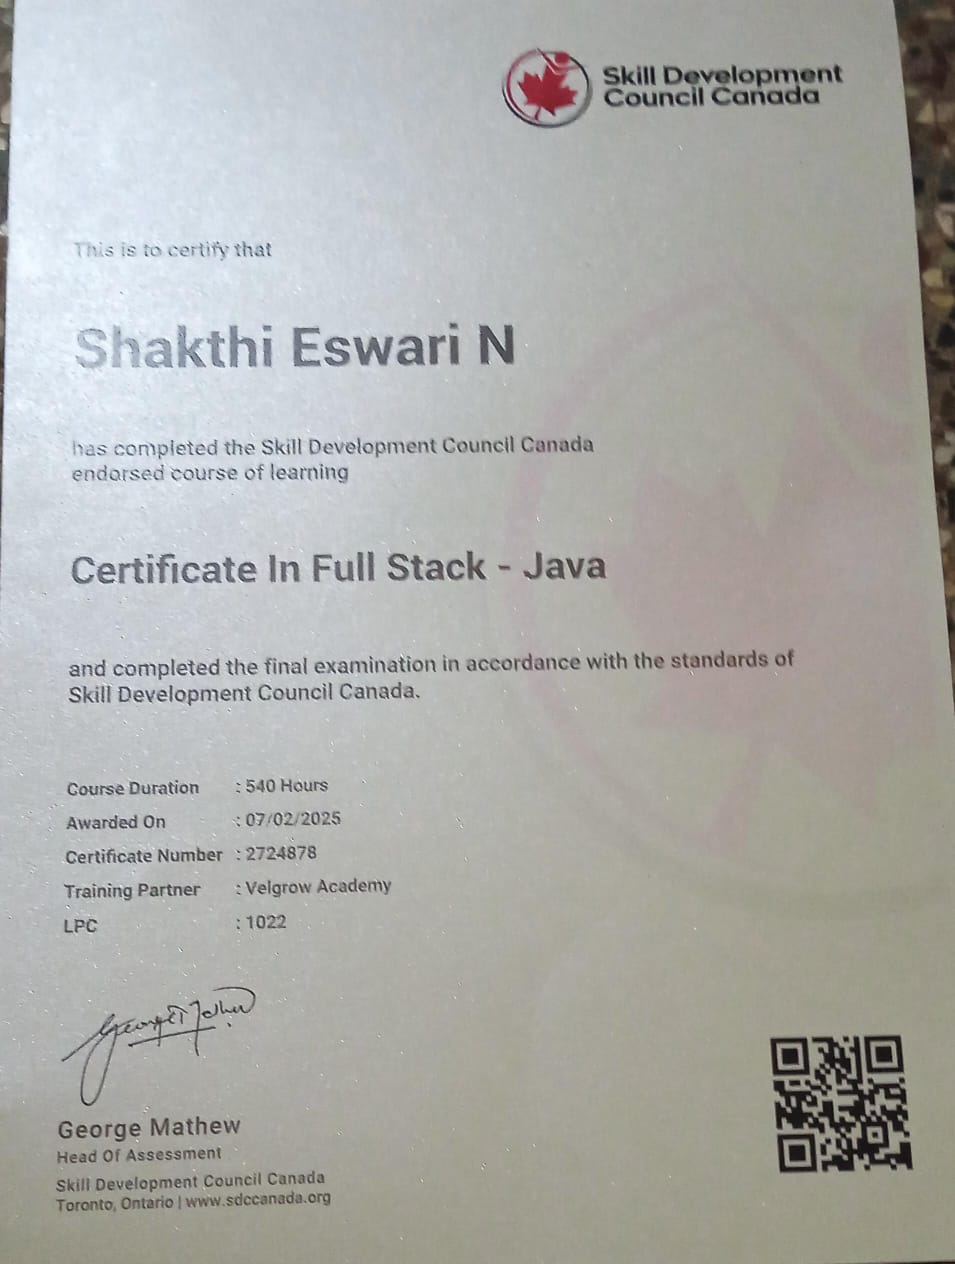 Skill Development
Council Canada
This is to certify that
Shakthi Eswari N
has completed the Skill Development Council Canada
endorsed course of learning
Certificate In Full Stack - Java
and completed the final examination in accordance with the standards of
Skill Development Council Canada.
Course Duration : 540 Hours
Awarded On : 07/02/2025
Certificate Number : 2724878
Training Partner : Velgrow Academy
LPC : 1022
George Mathew
Head Of Assessment
Skill Development Council Canada
Toronto, Ontario | www.sdccanada.org